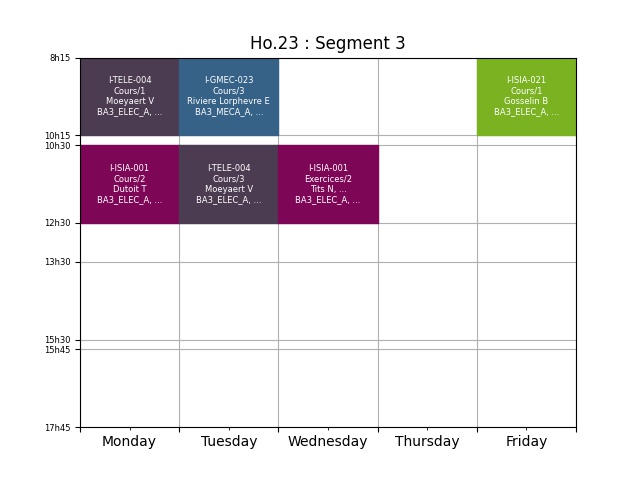 Ho.23 : Segment 3
8h15
I-TELE-004
Cours/1
Moeyaert V
BA3_ELEC_A, ...
I-GMEC-023
Cours/3
Riviere Lorphevre E
BA3_MECA_A, ...
I-ISIA-021
Cours/1
Gosselin B
BA3_ELEC_A, ...
10h15
10h30
I-ISIA-001
Cours/2
Dutoit T
BA3_ELEC_A, ...
I-TELE-004
Cours/3
Moeyaert V
BA3_ELEC_A, ...
I-ISIA-001
Exercices/2
Tits N, ...
BA3_ELEC_A, ...
12h30
13h30
15h30
15h45
17h45
Monday
Tuesday
Wednesday
Thursday
Friday